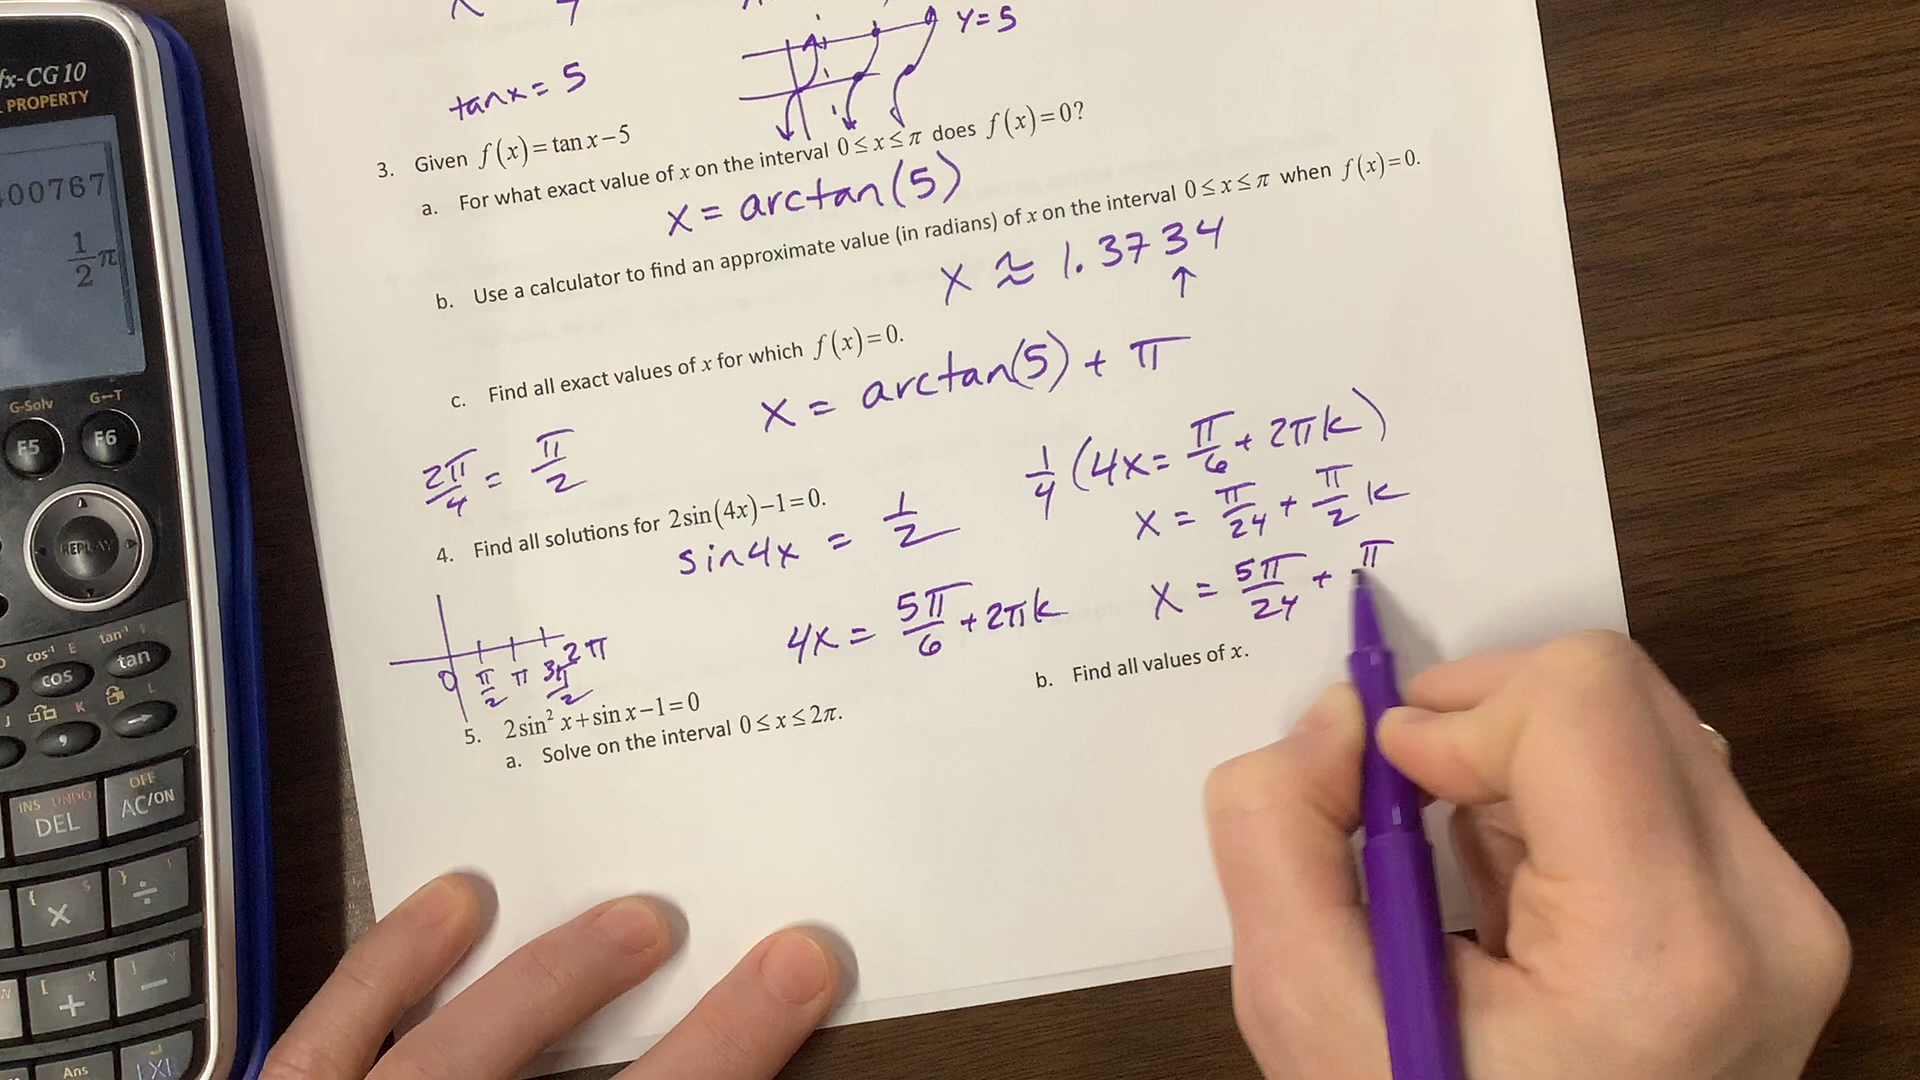 y=5
tanx = 5
3. Given f(x)=tan x−5
a. For what exact value of x on the interval 0≤x≤π does f(x)=0?
x = arctan(5)
b. Use a calculator to find an approximate value (in radians) of x on the interval 0≤x≤π when f(x)=0.
x ≈ 1.3734
↑
c. Find all exact values of x for which f(x)=0.
x = arctan(5) + π
2π/4 = π/2
4. Find all solutions for 2sin(4x)−1=0.
sin4x = 1/2
1/4 (4x = π/6 + 2πk)
x = π/24 + π/2 k
4x = 5π/6 + 2πk
x = 5π/24 + π
0 π/2 π 3π/2 2π
5. 2sin² x+sin x−1=0
a. Solve on the interval 0≤x≤2π.
b. Find all values of x.
fx-CG10
PROPERTY
400767
1/2 π
G-Solv G↔T
F5 F6
REPLAY
cos⁻¹ E tan⁻¹ F
cos tan
K L
J , →
INS UNDO OFF
DEL AC/ON
{ S }
× ÷
[ X ] Y
+ −
Ans